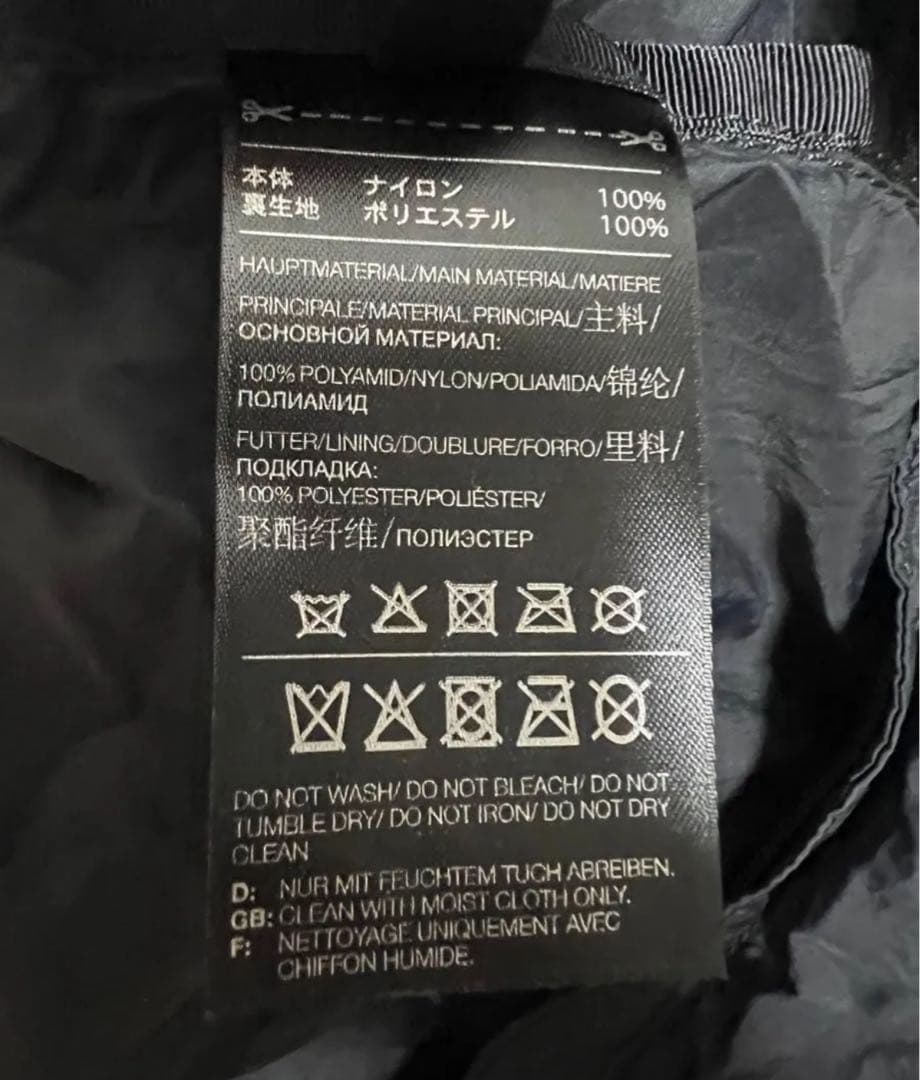 本体 ナイロン 100%
裏生地 ポリエステル 100%
HAUPTMATERIAL/MAIN MATERIAL/MATIERE
PRINCIPALE/MATERIAL PRINCIPAL/主料/
ОСНОВНОЙ МАТЕРИАЛ:
100% POLYAMID/NYLON/POLIAMIDA/锦纶/
ПОЛИАМИД
FUTTER/LINING/DOUBLURE/FORRO/里料/
ПОДКЛАДКА:
100% POLYESTER/POLIÉSTER/
聚酯纤维/ПОЛИЭСТЕР
DO NOT WASH/ DO NOT BLEACH/ DO NOT
TUMBLE DRY/ DO NOT IRON/ DO NOT DRY
CLEAN
D: NUR MIT FEUCHTEM TUCH ABREIBEN.
GB: CLEAN WITH MOIST CLOTH ONLY.
F: NETTOYAGE UNIQUEMENT AVEC
CHIFFON HUMIDE.